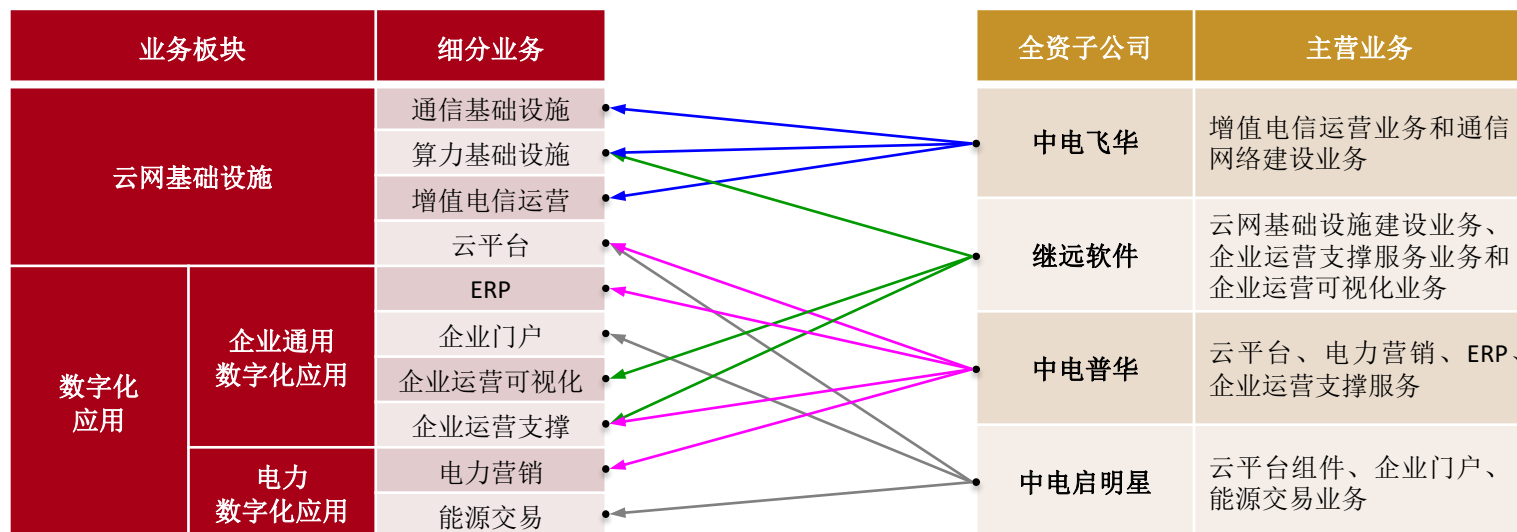 业务板块
细分业务
云网基础设施
通信基础设施
算力基础设施
增值电信运营
云平台
数字化
应用
企业通用
数字化应用
ERP
企业门户
企业运营可视化
企业运营支撑
电力
数字化应用
电力营销
能源交易
全资子公司
主营业务
中电飞华
增值电信运营业务和通信
网络建设业务
继远软件
云网基础设施建设业务、
企业运营支撑服务业务和
企业运营可视化业务
中电普华
云平台、电力营销、ERP、
企业运营支撑服务
中电启明星
云平台组件、企业门户、
能源交易业务